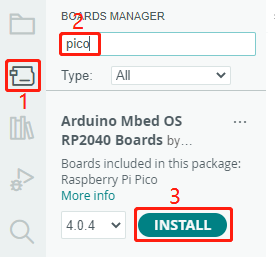 BOARDS MANAGER
2
pico
Type: All
1
Arduino Mbed OS
RP2040 Boards by...
Boards included in this package:
Raspberry Pi Pico
More info
3
4.0.4 INSTALL